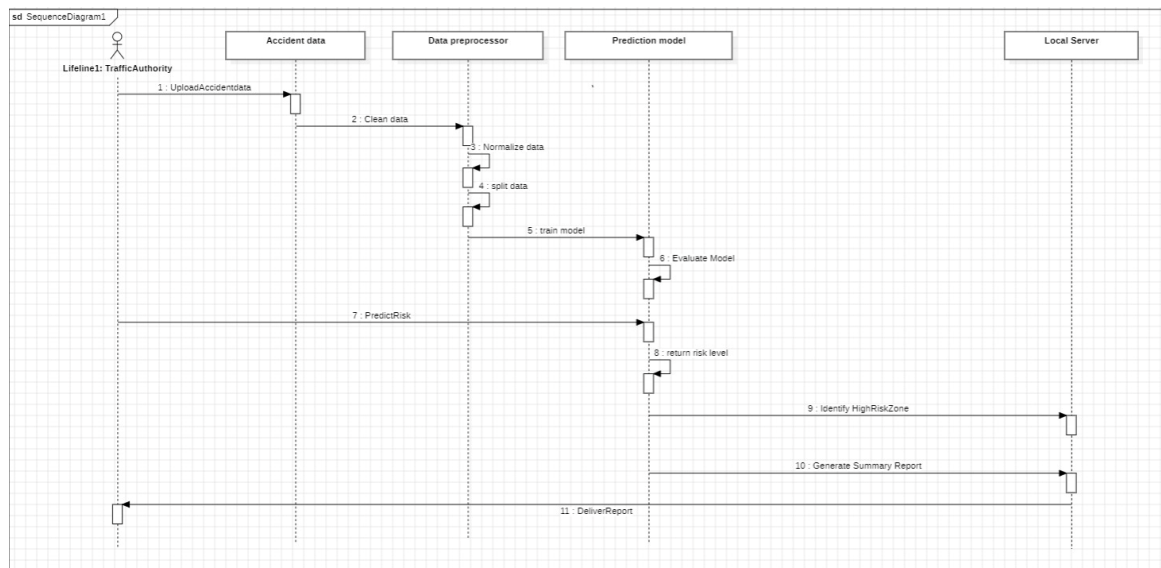 sd SequenceDiagram1
Accident data
Data preprocessor
Prediction model
Local Server
Lifeline1: TrafficAuthority
1 : UploadAccidentdata
2 : Clean data
3 : Normalize data
4 : split data
5 : train model
6 : Evaluate Model
7 : PredictRisk
8 : return risk level
9 : Identify HighRiskZone
10 : Generate Summary Report
11 : DeliverReport